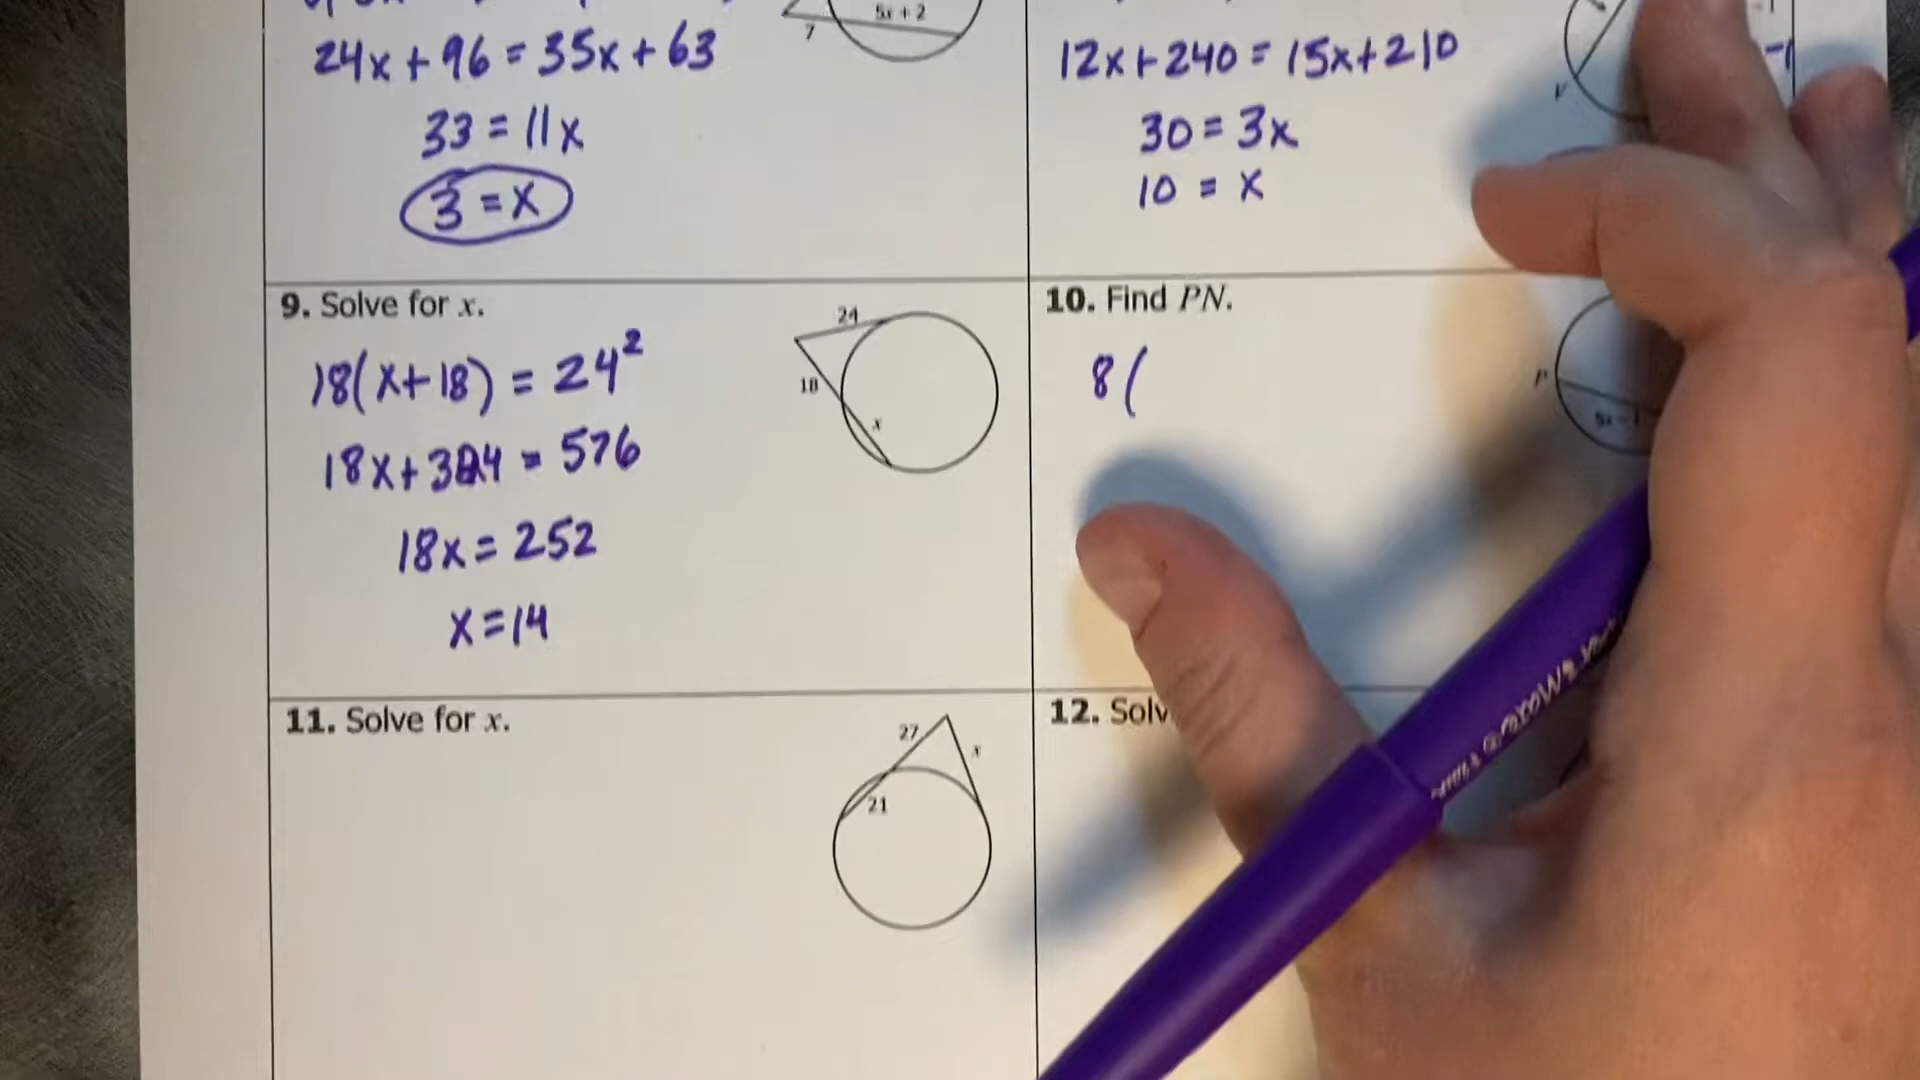 5x + 2
7
24x + 96 = 35x + 63
33 = 11x
3 = x
12x + 240 = 15x + 210
30 = 3x
10 = x
V
9. Solve for x.
18(x+18) = 24²
18x + 324 = 576
18x = 252
x = 14
24
18
x
10. Find PN.
8(
P
11. Solve for x.
27
x
21
12. Solv